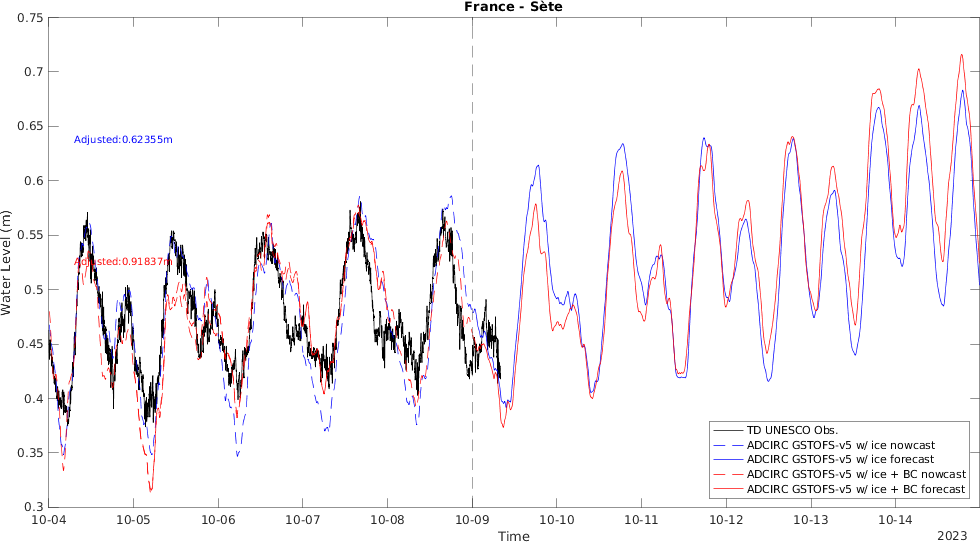 France - Sète
0.75
0.7
0.65
0.6
0.55
0.5
0.45
0.4
0.35
0.3
Water Level (m)
Adjusted:0.62355m
Adjusted:0.91837m
TD UNESCO Obs.
ADCIRC GSTOFS-v5 w/ ice nowcast
ADCIRC GSTOFS-v5 w/ ice forecast
ADCIRC GSTOFS-v5 w/ ice + BC nowcast
ADCIRC GSTOFS-v5 w/ ice + BC forecast
10-04 10-05 10-06 10-07 10-08 10-09 10-10 10-11 10-12 10-13 10-14
Time
2023